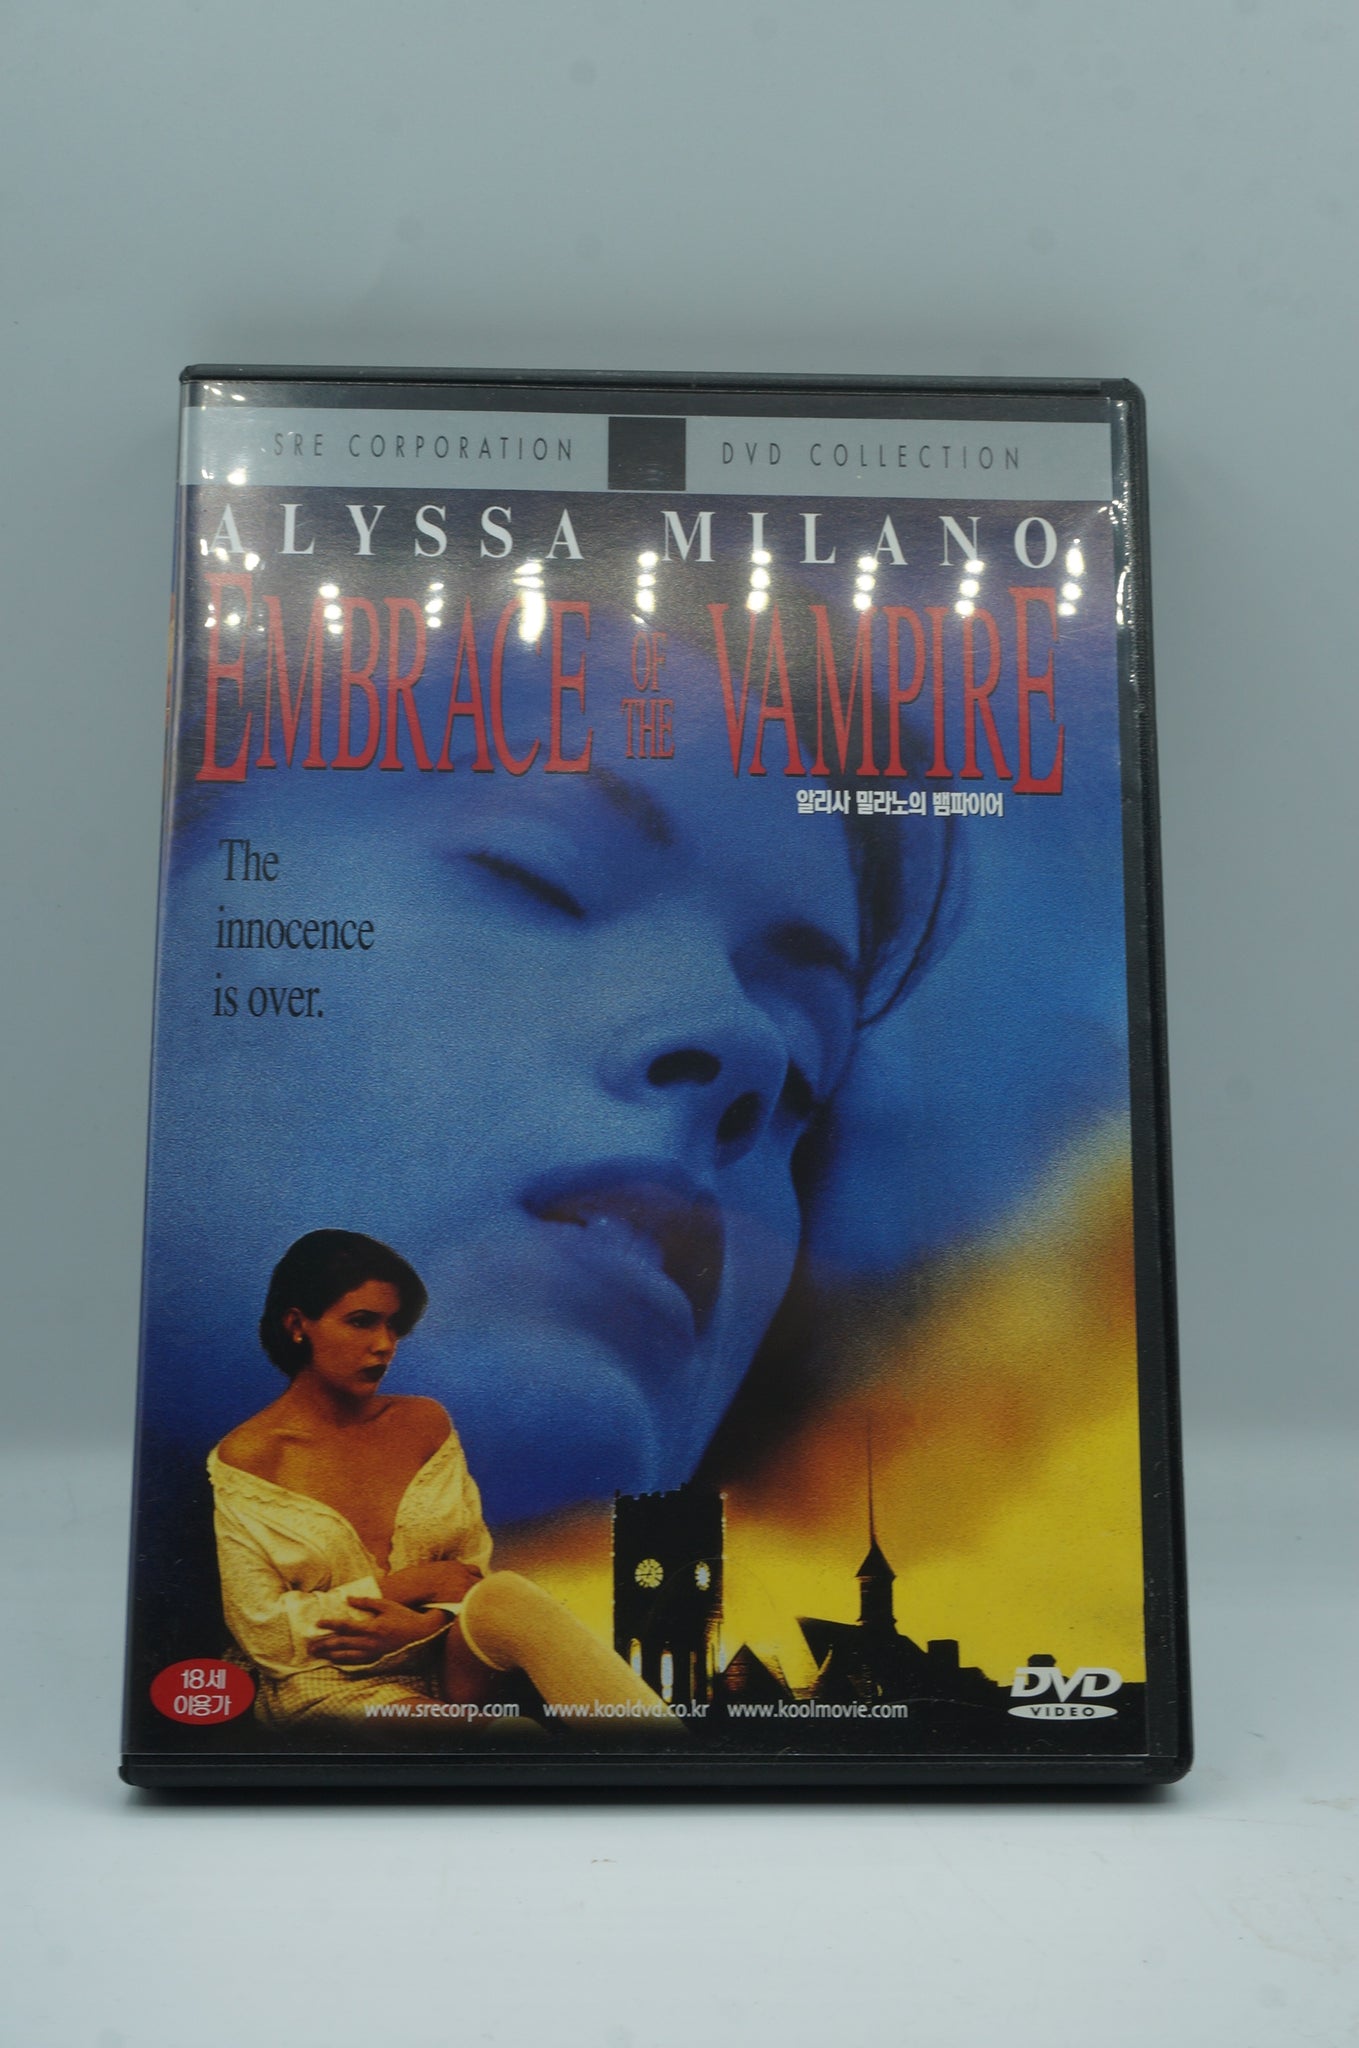 SRE CORPORATION DVD COLLECTION
ALYSSA MILANO
EMBRACE OF THE VAMPIRE
알리사 밀라노의 뱀파이어
The
innocence
is over.
18세
이용가
www.srecorp.com www.kooldvd.co.kr www.koolmovie.com
DVD
VIDEO